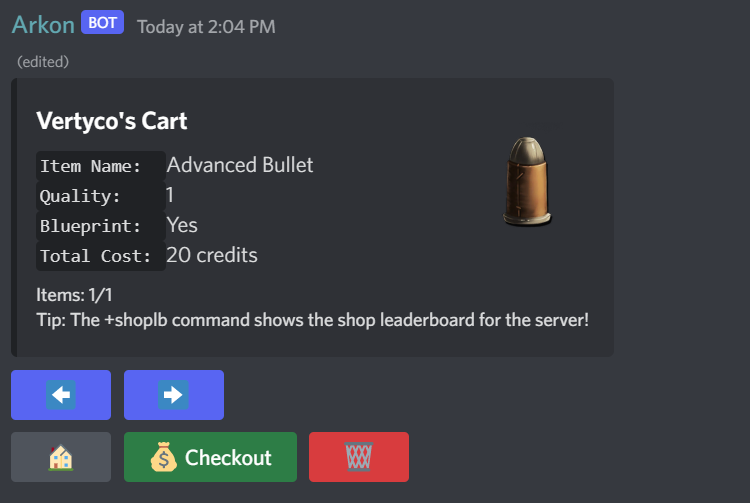 Arkon BOT Today at 2:04 PM
(edited)
Vertyco's Cart
Item Name: Advanced Bullet
Quality: 1
Blueprint: Yes
Total Cost: 20 credits
Items: 1/1
Tip: The +shoplb command shows the shop leaderboard for the server!
Checkout